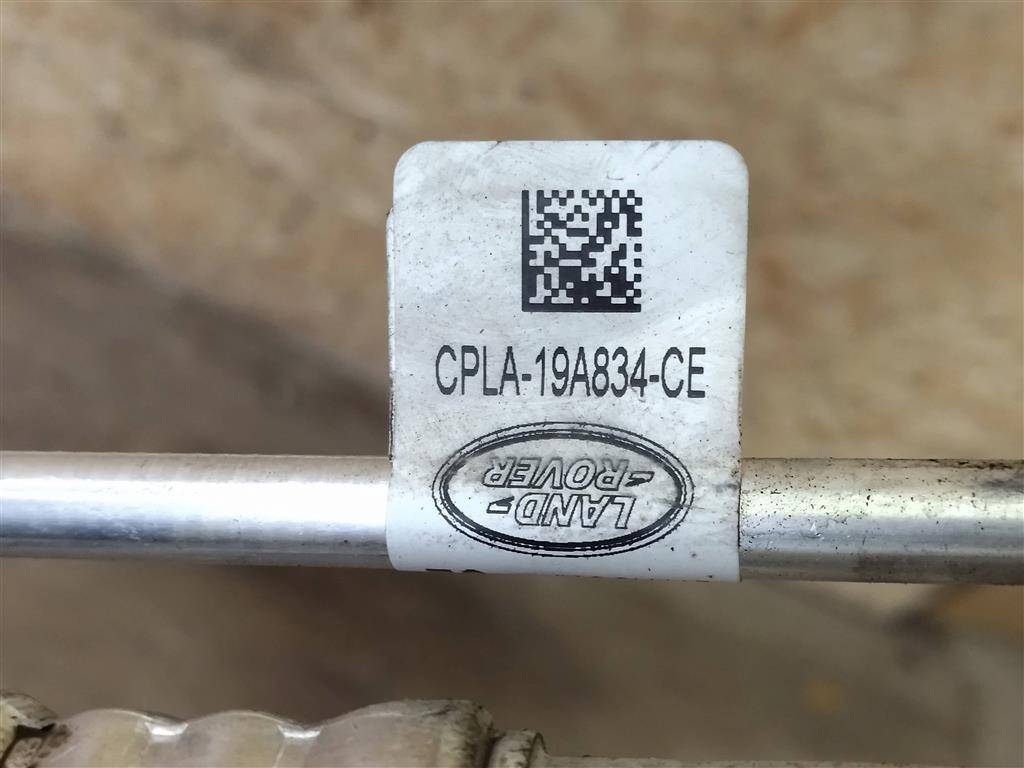 CPLA-19A834-CE
LAND-
-ROVER